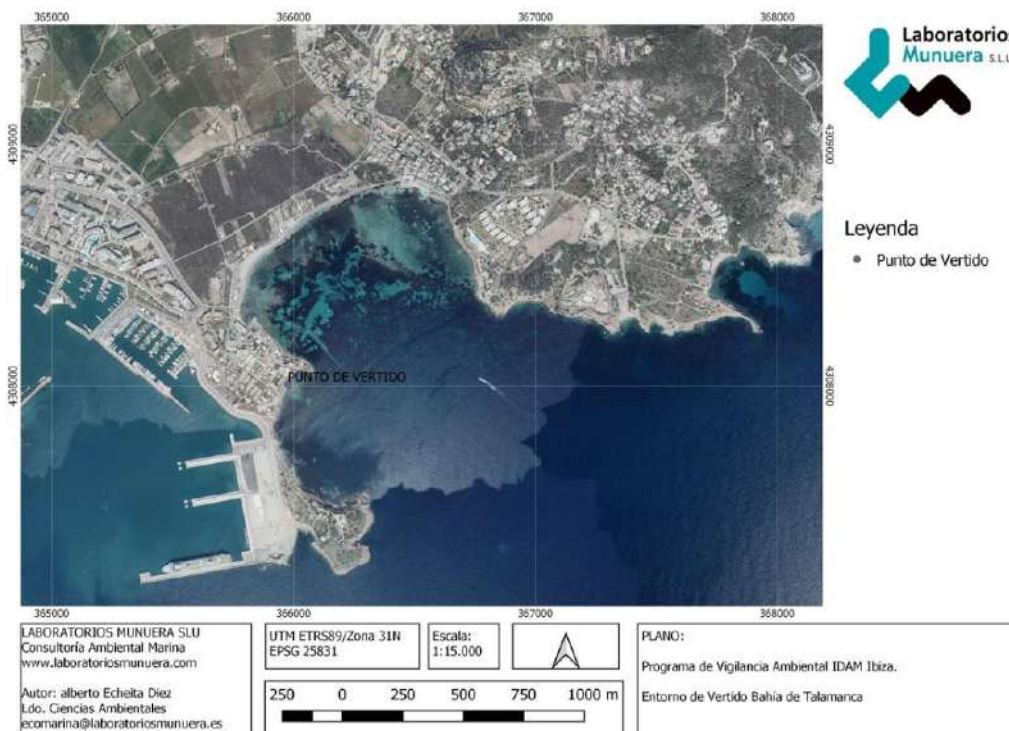 365000 366000 367000 368000
Laboratorios
Munuera S.L.U
4309000 4309000
Leyenda
Punto de Vertido
PUNTO DE VERTIDO
4308000 4308000
365000 366000 367000 368000
LABORATORIOS MUNUERA SLU
Consultoría Ambiental Marina
www.laboratoriosmunuera.com
Autor: alberto Echeita Diez
Ldo. Ciencias Ambientales
ecomarina@laboratoriosmunuera.es
UTM ETRS89/Zona 31N
EPSG 25831
Escala:
1:15.000
250 0 250 500 750 1000 m
PLANO:
Programa de Vigilancia Ambiental IDAM Ibiza.
Entorno de Vertido Bahía de Talamanca